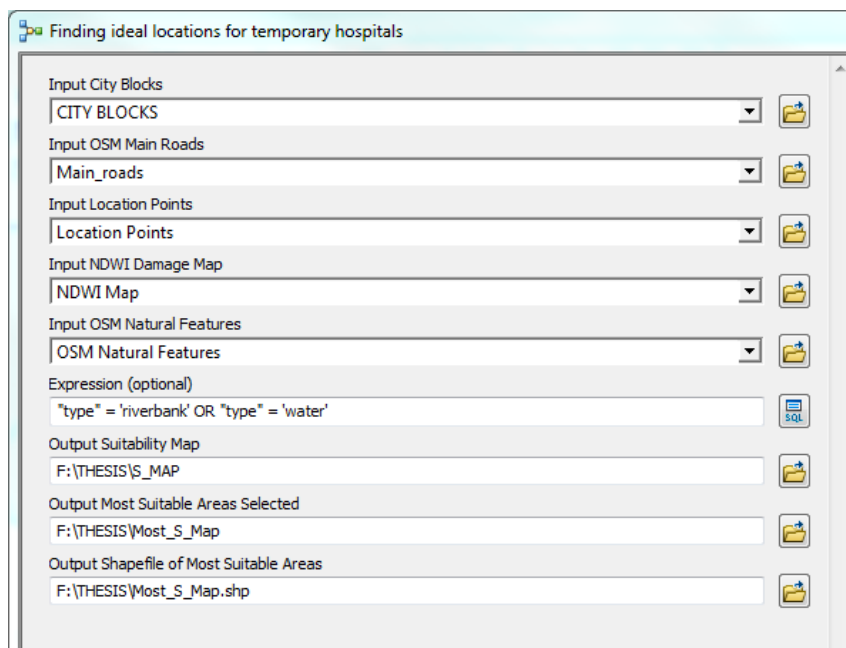 Finding ideal locations for temporary hospitals
Input City Blocks
CITY BLOCKS
Input OSM Main Roads
Main_roads
Input Location Points
Location Points
Input NDWI Damage Map
NDWI Map
Input OSM Natural Features
OSM Natural Features
Expression (optional)
"type" = 'riverbank' OR "type" = 'water'
SQL
Output Suitability Map
F:\THESIS\S_MAP
Output Most Suitable Areas Selected
F:\THESIS\Most_S_Map
Output Shapefile of Most Suitable Areas
F:\THESIS\Most_S_Map.shp